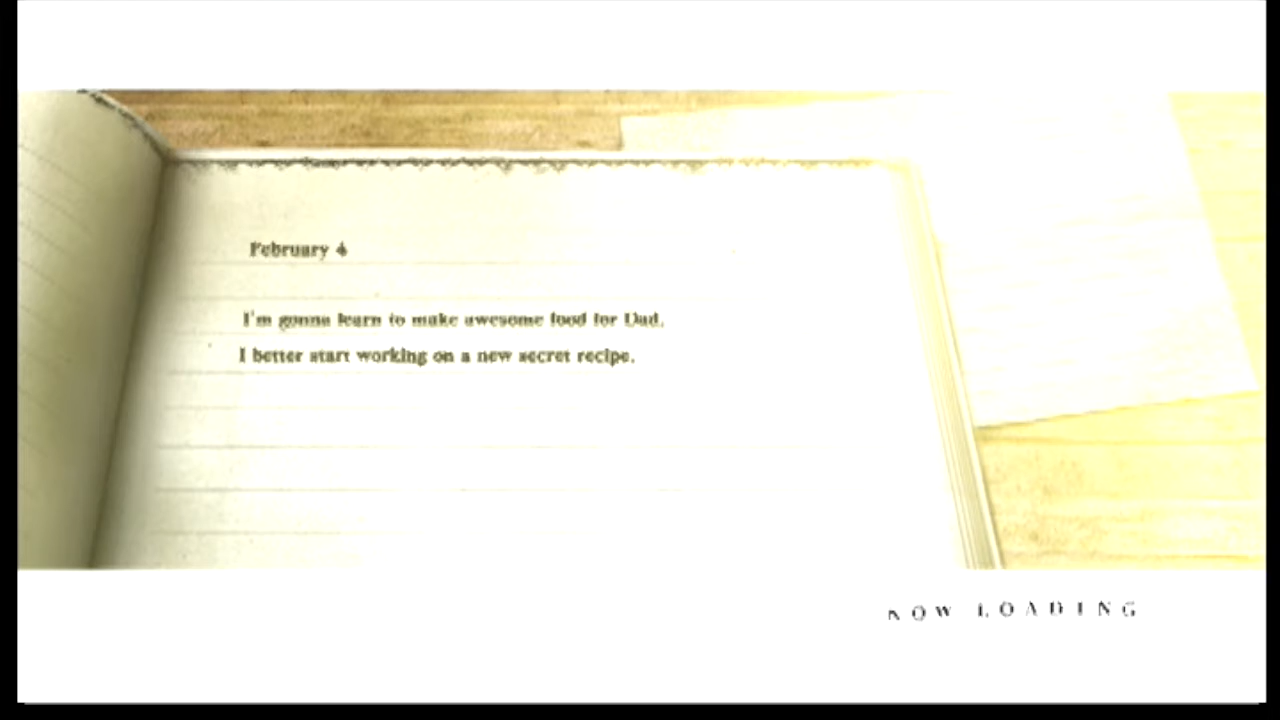 February 4
I'm gonna learn to make awesome food for Dad.
I better start working on a new secret recipe.
NOW LOADING